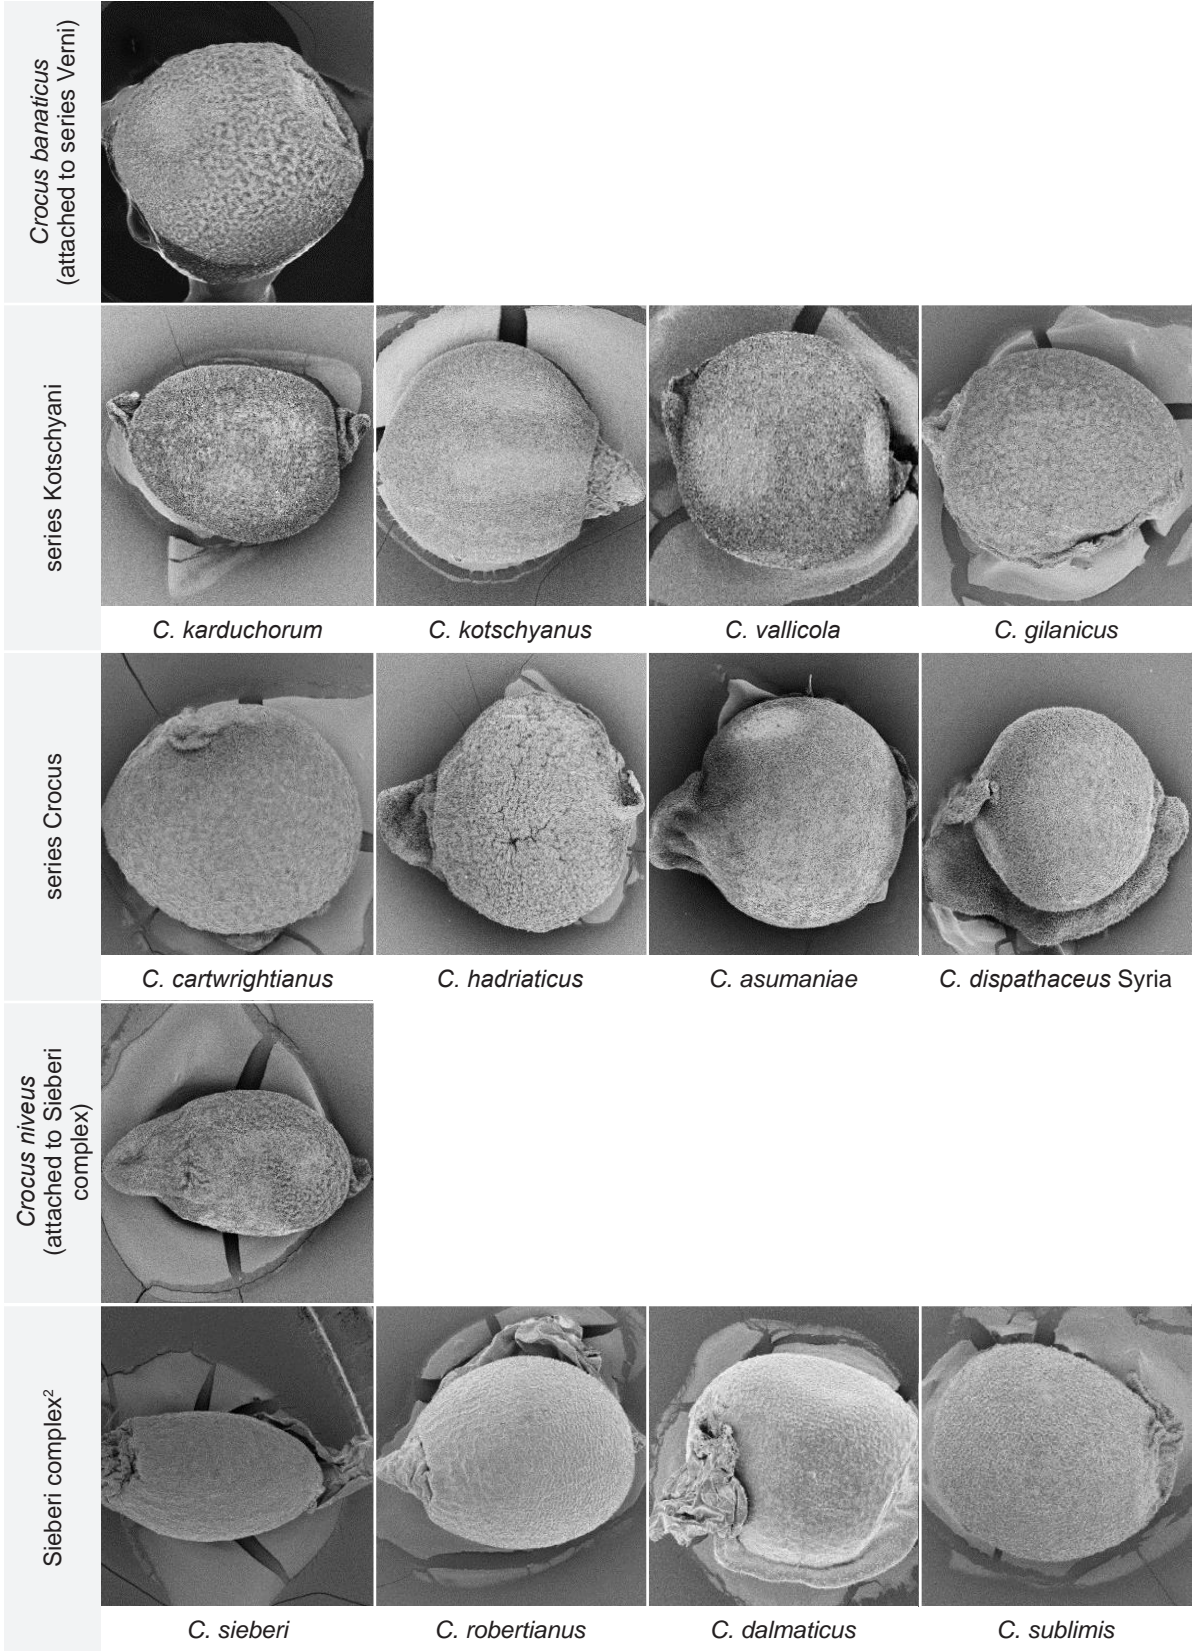 Crocus banaticus
(attached to series Verni)
series Kotschyani
C. karduchorum
C. kotschyanus
C. vallicola
C. gilanicus
series Crocus
C. cartwrightianus
C. hadriaticus
C. asumaniae
C. dispathaceus Syria
Crocus niveus
(attached to Sieberi
complex)
Sieberi complex²
C. sieberi
C. robertianus
C. dalmaticus
C. sublimis